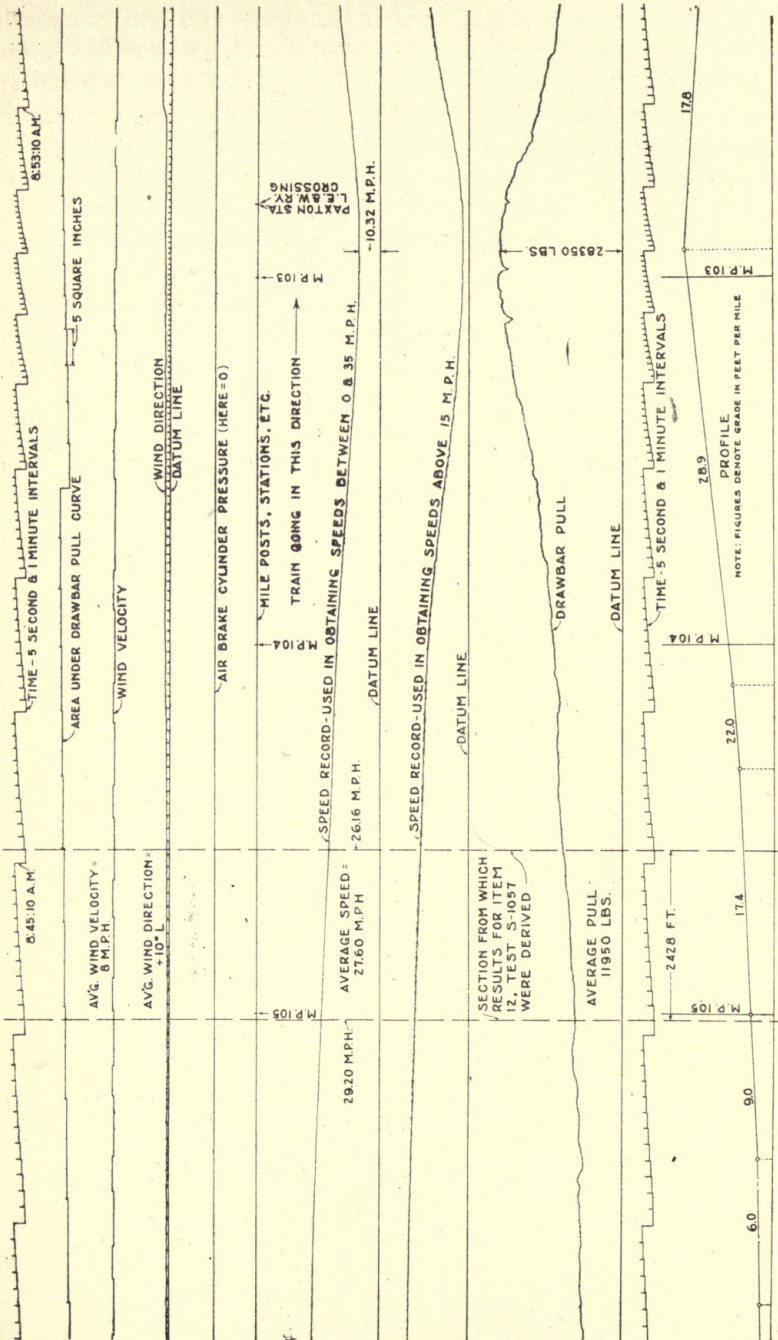 8:45:10 A.M.
TIME - 5 SECOND & 1 MINUTE INTERVALS
8:53:10 A.M.
AREA UNDER DRAWBAR PULL CURVE
5 SQUARE INCHES
AV'G. WIND VELOCITY =
8 M.P.H.
WIND VELOCITY
AV'G. WIND DIRECTION =
+10° L
WIND DIRECTION
DATUM LINE
AIR BRAKE CYLINDER PRESSURE (HERE = 0)
MILE POSTS, STATIONS, ETC.
M.P. 105
M.P. 104
M.P. 103
PAXTON STA
L.E. & W. RY.
CROSSING
TRAIN GOING IN THIS DIRECTION
SPEED RECORD - USED IN OBTAINING SPEEDS BETWEEN 0 & 35 M.P.H.
29.20 M.P.H.
AVERAGE SPEED =
27.60 M.P.H
26.16 M.P.H.
10.32 M.P.H.
DATUM LINE
SPEED RECORD - USED IN OBTAINING SPEEDS ABOVE 15 M.P.H.
DATUM LINE
SECTION FROM WHICH
RESULTS FOR ITEM
12, TEST S-1057
WERE DERIVED
DRAWBAR PULL
28350 LBS.
AVERAGE PULL
11950 LBS.
DATUM LINE
TIME - 5 SECOND & 1 MINUTE INTERVALS
2428 FT.
M.P. 105
M.P. 104
M.P. 103
6.0
9.0
17.4
22.0
28.9
17.8
PROFILE
NOTE: FIGURES DENOTE GRADE IN FEET PER MILE